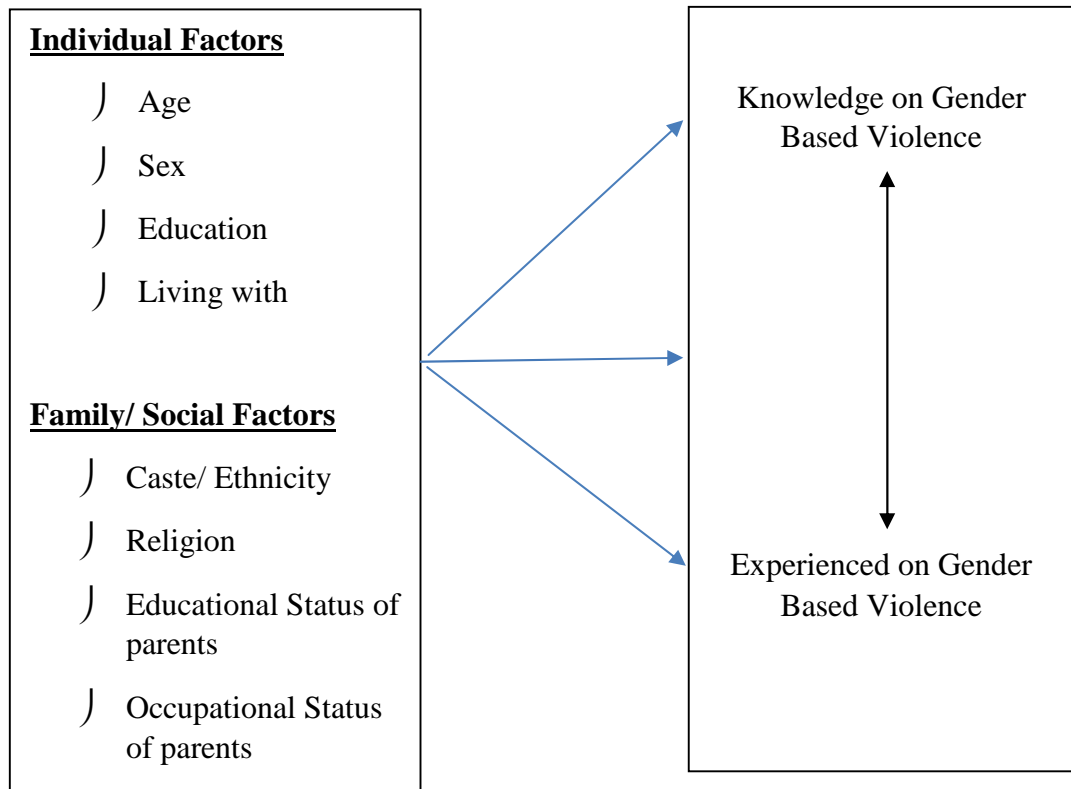 Individual Factors
⌡ Age
⌡ Sex
⌡ Education
⌡ Living with
Family/ Social Factors
⌡ Caste/ Ethnicity
⌡ Religion
⌡ Educational Status of
parents
⌡ Occupational Status
of parents
Knowledge on Gender
Based Violence
Experienced on Gender
Based Violence